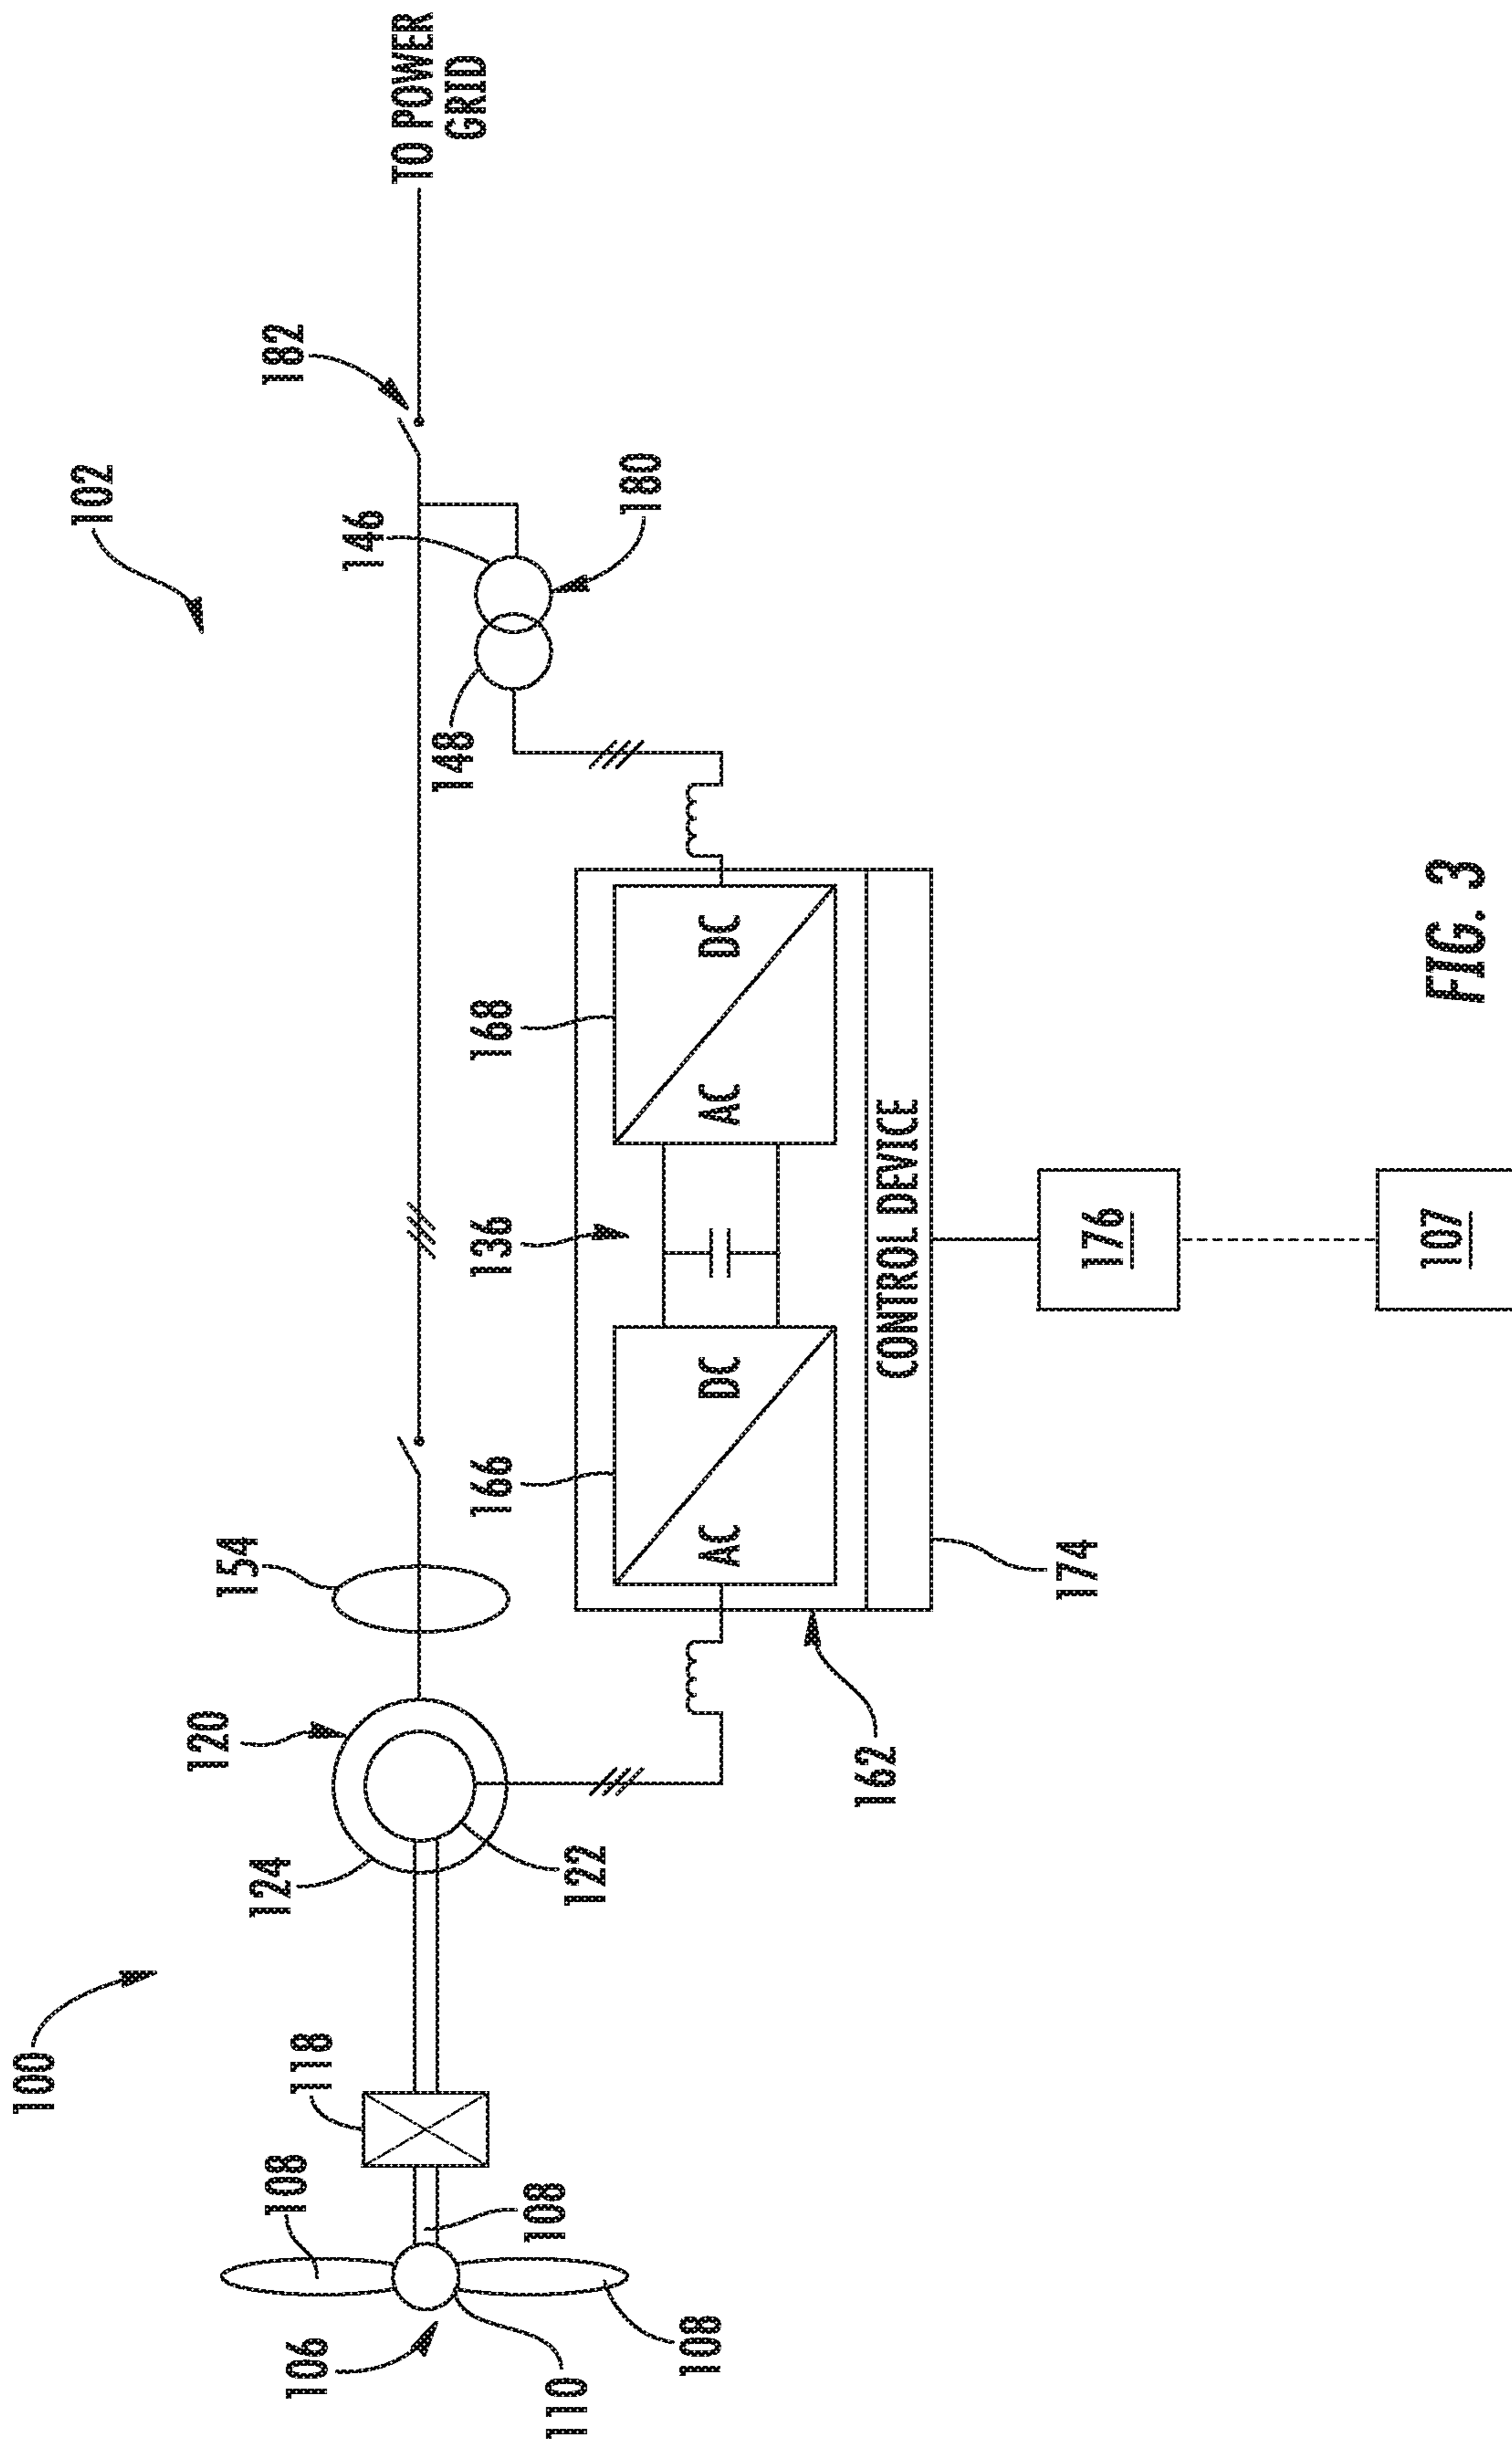 100
102
106
108
110
108
108
118
124
120
122
154
162
166
136
168
AC
DC
AC
DC
CONTROL DEVICE
174
176
107
148
146
180
182
TO POWER
GRID
FIG. 3